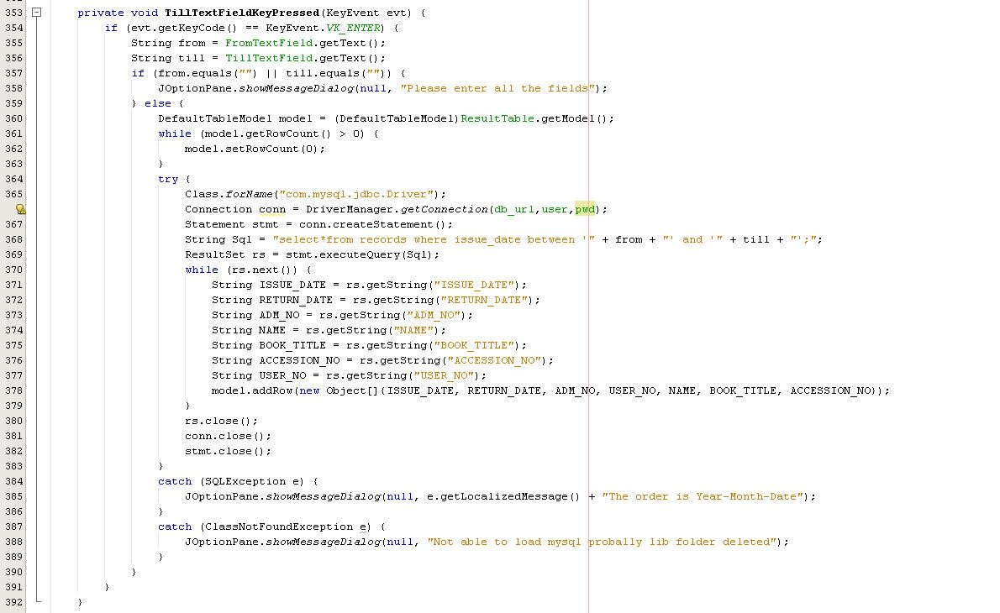 353 private void TillTextFieldKeyPressed(KeyEvent evt) {
354 if (evt.getKeyCode() == KeyEvent.VK_ENTER) {
355 String from = FromTextField.getText();
356 String till = TillTextField.getText();
357 if (from.equals("") || till.equals("")) {
358 JOptionPane.showMessageDialog(null, "Please enter all the fields");
359 } else {
360 DefaultTableModel model = (DefaultTableModel)ResultTable.getModel();
361 while (model.getRowCount() > 0) {
362 model.setRowCount(0);
363 }
364 try {
365 Class.forName("com.mysql.jdbc.Driver");
Connection conn = DriverManager.getConnection(db_url,user,pwd);
367 Statement stmt = conn.createStatement();
368 String Sql = "select*from records where issue_date between '" + from + "' and '" + till + "';";
369 ResultSet rs = stmt.executeQuery(Sql);
370 while (rs.next()) {
371 String ISSUE_DATE = rs.getString("ISSUE_DATE");
372 String RETURN_DATE = rs.getString("RETURN_DATE");
373 String ADM_NO = rs.getString("ADM_NO");
374 String NAME = rs.getString("NAME");
375 String BOOK_TITLE = rs.getString("BOOK_TITLE");
376 String ACCESSION_NO = rs.getString("ACCESSION_NO");
377 String USER_NO = rs.getString("USER_NO");
378 model.addRow(new Object[]{ISSUE_DATE, RETURN_DATE, ADM_NO, USER_NO, NAME, BOOK_TITLE, ACCESSION_NO});
379 }
380 rs.close();
381 conn.close();
382 stmt.close();
383 }
384 catch (SQLException e) {
385 JOptionPane.showMessageDialog(null, e.getLocalizedMessage() + "The order is Year-Month-Date");
386 }
387 catch (ClassNotFoundException e) {
388 JOptionPane.showMessageDialog(null, "Not able to load mysql probally lib folder deleted");
389 }
390 }
391 }
392 }